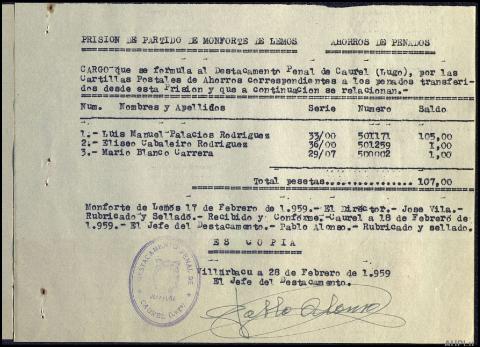 PRISION DE PARTIDO DE MONFORTE DE LEMOS AHORROS DE PENADOS
CARGO que se formula al Destacamento Penal de Caurel (Lugo), por las
Cartillas Postales de Ahorros correspondientes a los penados transferi-
dos desde esta Prision y que a continuacion se relacionan.-
Num. Nombres y Apellidos Serie Numero Saldo
1.- Luis Manuel Palacios Rodriguez 33/00 501171 105,00
2.- Eliseo Cabaleiro Rodriguez 36/00 501259 1,00
3.- Mario Blanco Carrera 29/07 500002 1,00
Total pesetas................. 107,00
Monforte de Lemos 17 de Febrero de 1.959.- El Director.- Jose Vila.-
Rubricado y Sellado.- Recibido y Conforme.-Caurel a 18 de Febrero de
1.959.- El Jefe del Destacamento.- Pablo Alonso.- Rubricado y sellado.-
ES COPIA
Villarbacu a 28 de Febrero de 1.959
El Jefe del Destacamento.
DESTACAMENTO PENAL DE
CAUREL (LUGO)
Pablo Alonso
AHPLu